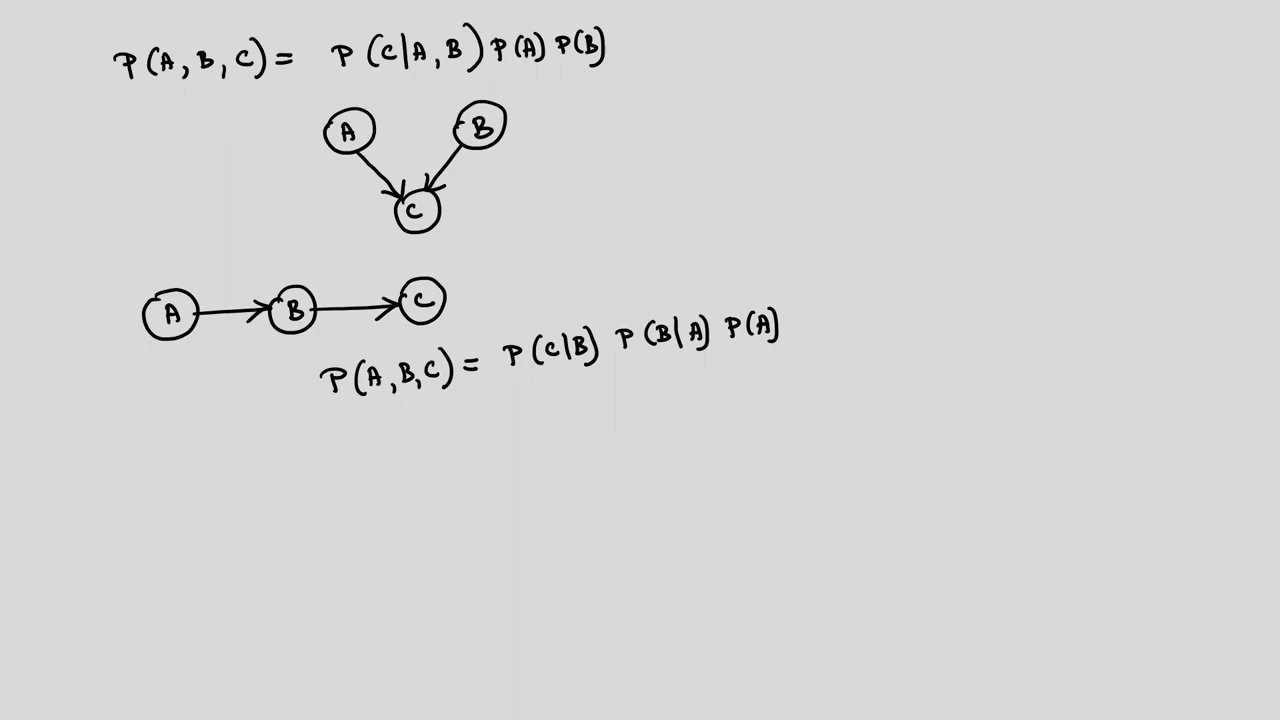 P(A,B,C) = P(C|A,B) P(A) P(B)
A B
C
A B C
P(A,B,C) = P(C|B) P(B|A) P(A)